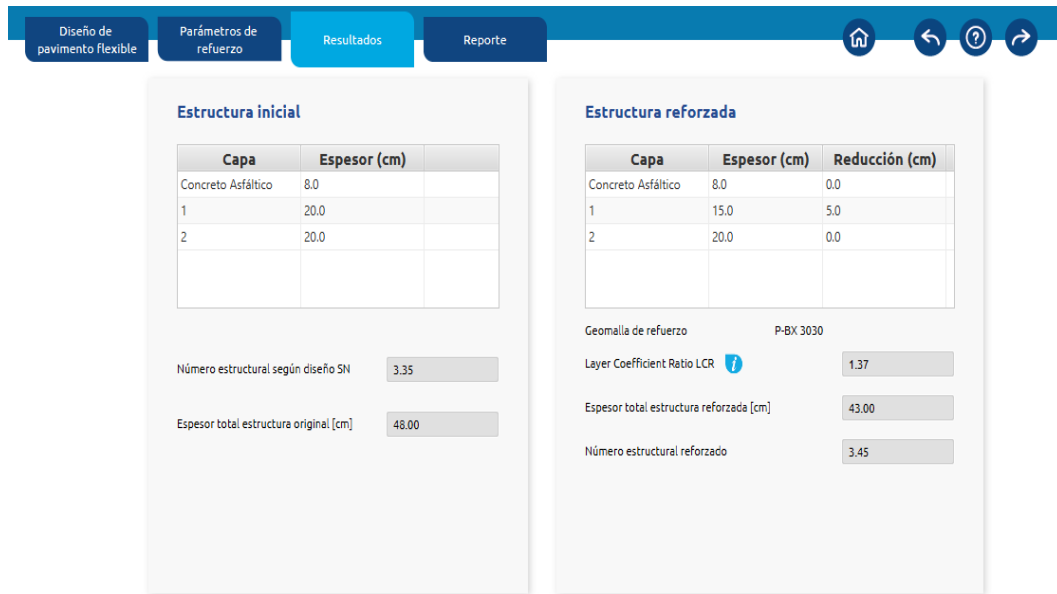 Diseño de
pavimento flexible
Parámetros de
refuerzo
Resultados
Reporte
?
Estructura inicial
Capa Espesor (cm)
Concreto Asfáltico 8.0
1 20.0
2 20.0
Número estructural según diseño SN 3.35
Espesor total estructura original [cm] 48.00
Estructura reforzada
Capa Espesor (cm) Reducción (cm)
Concreto Asfáltico 8.0 0.0
1 15.0 5.0
2 20.0 0.0
Geomalla de refuerzo P-BX 3030
Layer Coefficient Ratio LCR i 1.37
Espesor total estructura reforzada [cm] 43.00
Número estructural reforzado 3.45